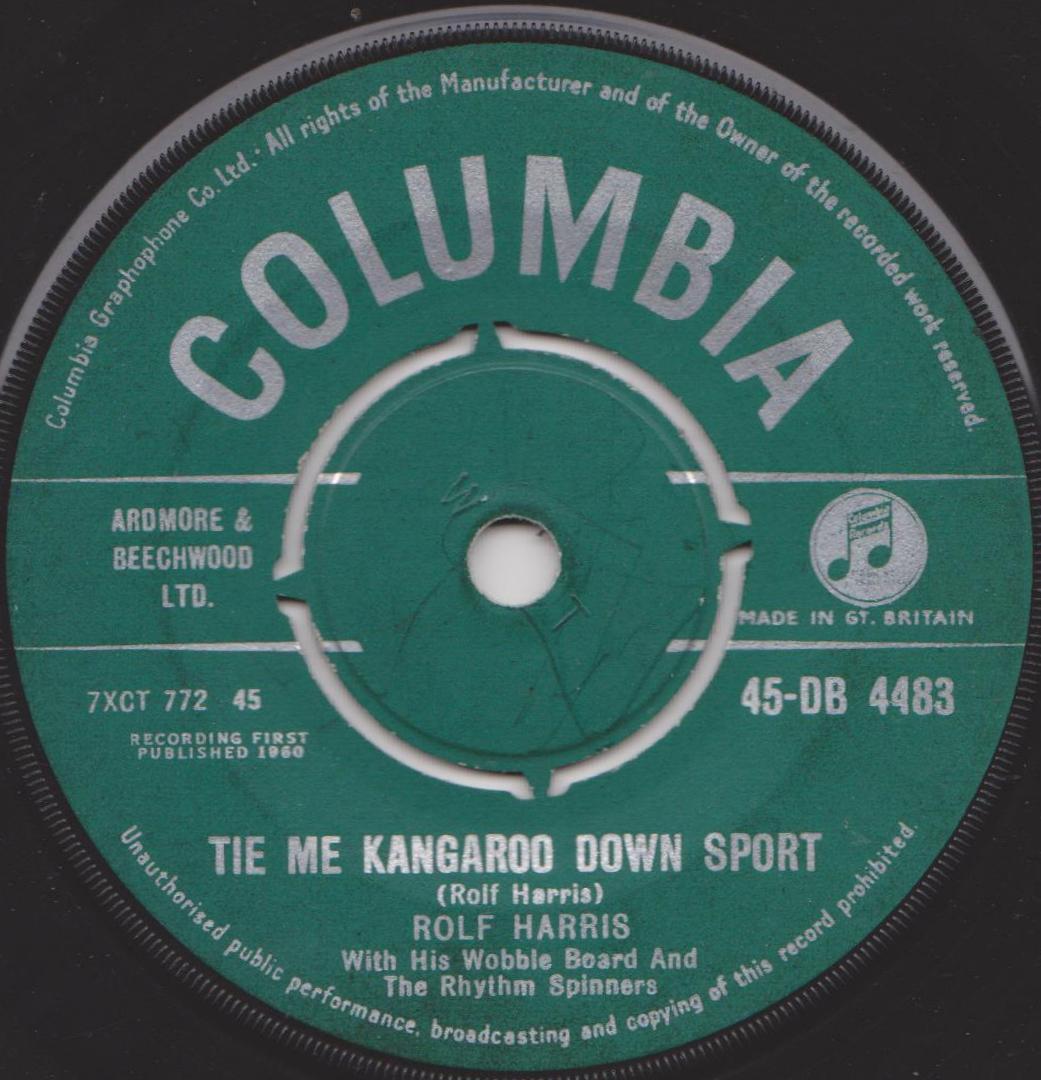 Columbia Graphophone Co. Ltd. · All rights of the Manufacturer and of the Owner of the recorded work reserved.
COLUMBIA
ARDMORE &
BEECHWOOD
LTD.
Columbia
Records
MADE IN GT. BRITAIN
7XCT 772 45
45-DB 4483
RECORDING FIRST
PUBLISHED 1960
TIE ME KANGAROO DOWN SPORT
(Rolf Harris)
ROLF HARRIS
With His Wobble Board And
The Rhythm Spinners
Unauthorised public performance, broadcasting and copying of this record prohibited.